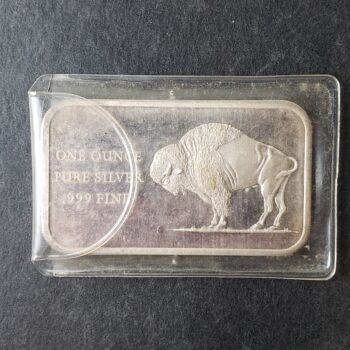 ONE OUNCE
PURE SILVER
.999 FINE